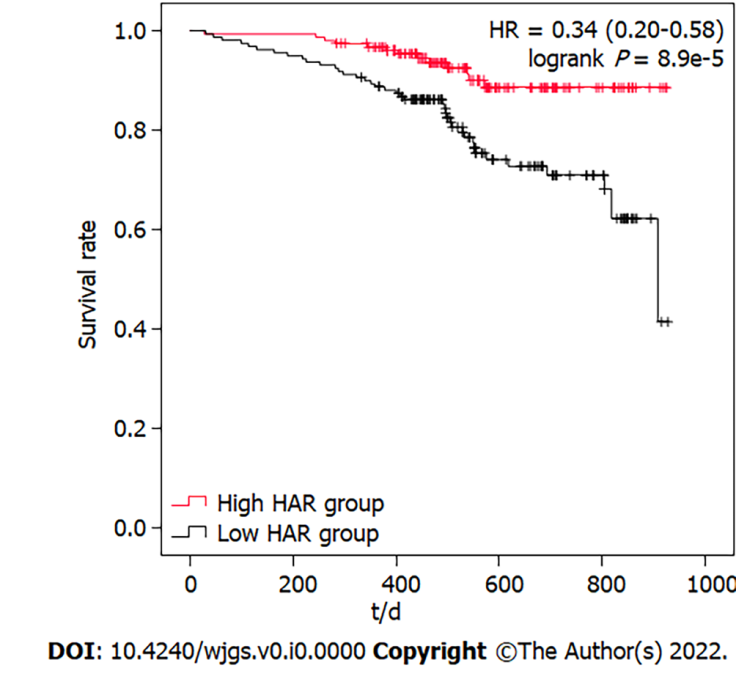 HR = 0.34 (0.20-0.58)
logrank P = 8.9e-5
1.0
0.8
0.6
0.4
0.2
0.0
Survival rate
High HAR group
Low HAR group
0 200 400 600 800 1000
t/d
DOI: 10.4240/wjgs.v0.i0.0000 Copyright ©The Author(s) 2022.